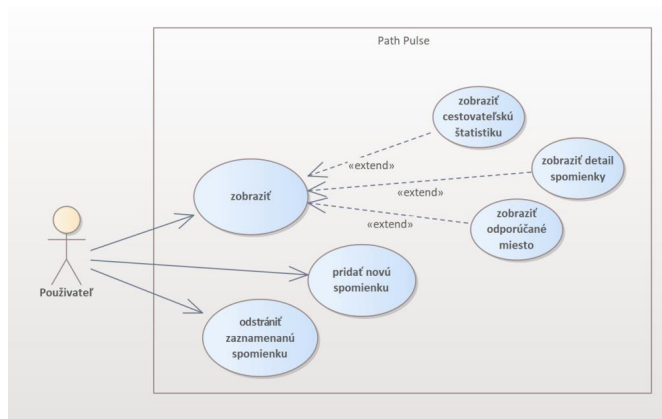 Path Pulse
zobraziť
cestovateľskú
štatistiku
«extend»
zobraziť detail
spomienky
«extend»
zobraziť
zobraziť
odporúčané
miesto
«extend»
pridať novú
spomienku
Používateľ
odstrániť
zaznamenanú
spomienku